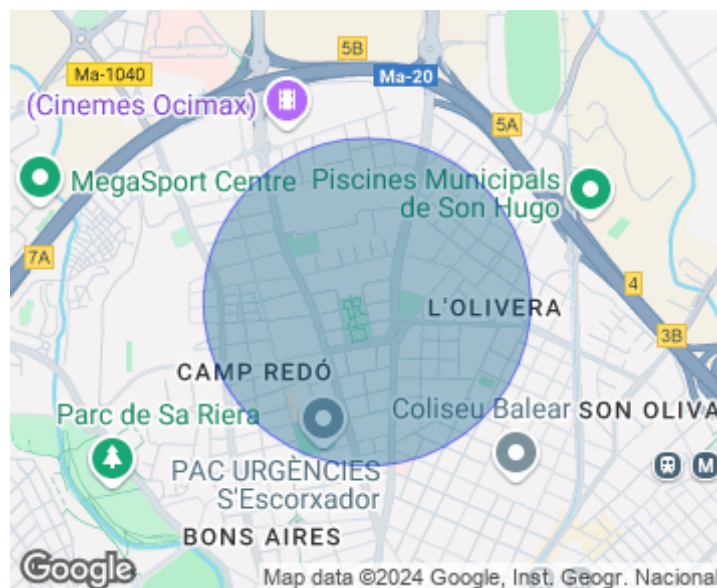 5B
Ma-1040
Ma-20
(Cinemes Ocimax)
5A
MegaSport Centre
Piscines Municipals
de Son Hugo
7A
4
L'OLIVERA
3B
CAMP REDÓ
Parc de Sa Riera
Coliseu Balear
SON OLIVA
PAC URGÈNCIES
S'Escorxador
M
BONS AIRES
Google
Map data ©2024 Google, Inst. Geogr. Nacional